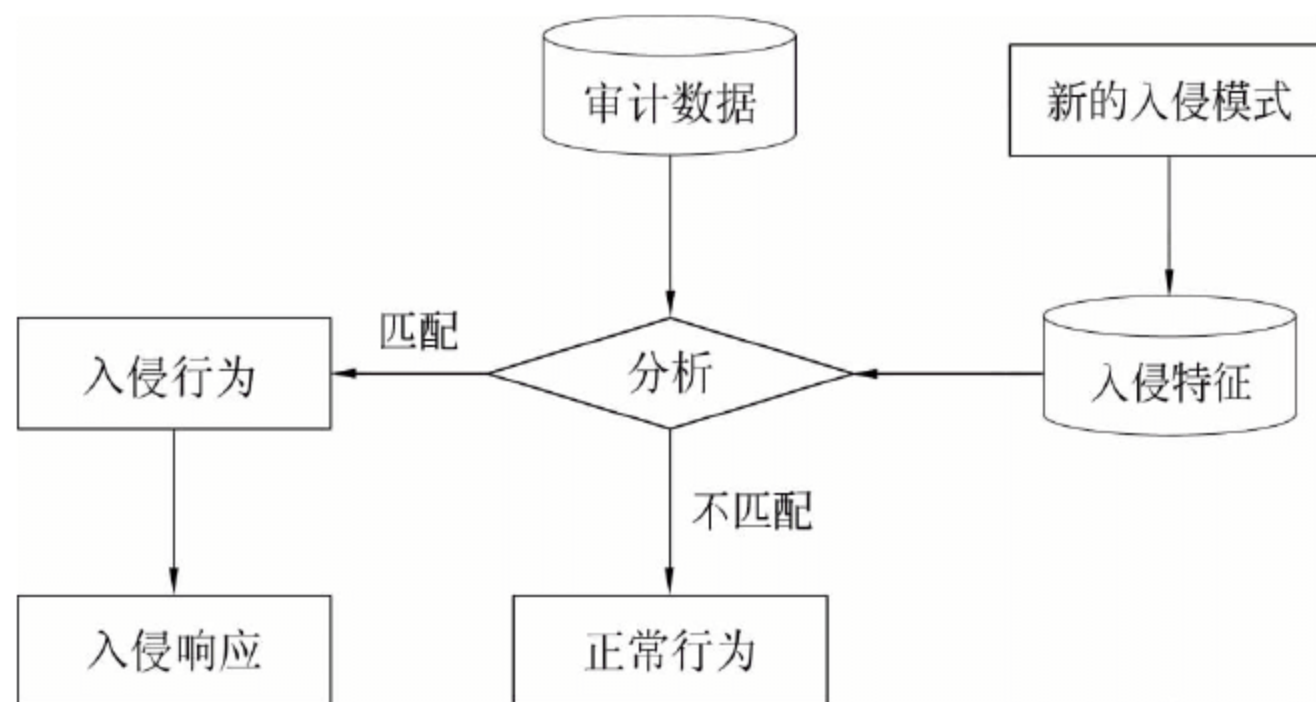 审计数据
新的入侵模式
匹配
入侵行为
分析
入侵特征
不匹配
入侵响应
正常行为